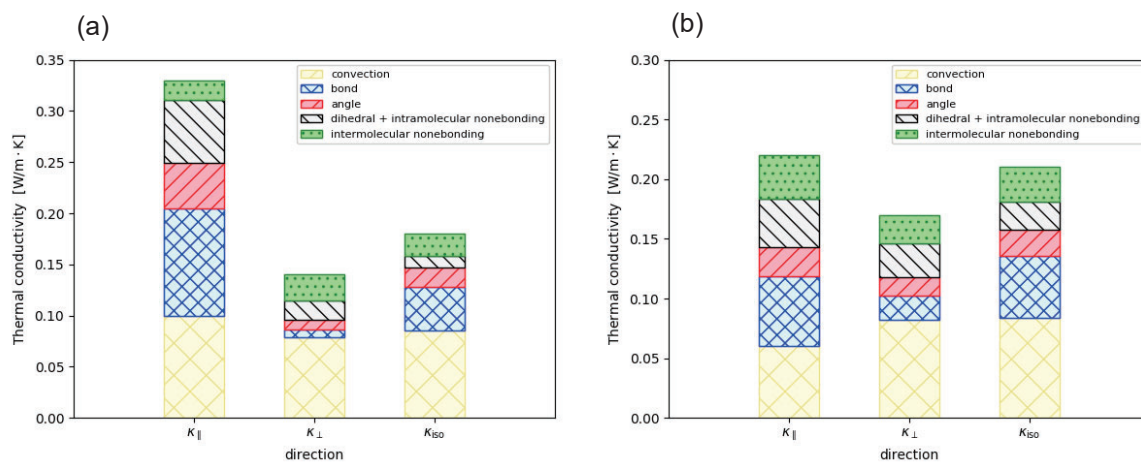 (a)
Thermal conductivity [W/m · K]
0.35
0.30
0.25
0.20
0.15
0.10
0.05
0.00
convection
bond
angle
dihedral + intramolecular nonebonding
intermolecular nonebonding
κ∥ κ⊥ κiso
direction
(b)
Thermal conductivity [W/m · K]
0.30
0.25
0.20
0.15
0.10
0.05
0.00
convection
bond
angle
dihedral + intramolecular nonebonding
intermolecular nonebonding
κ∥ κ⊥ κiso
direction